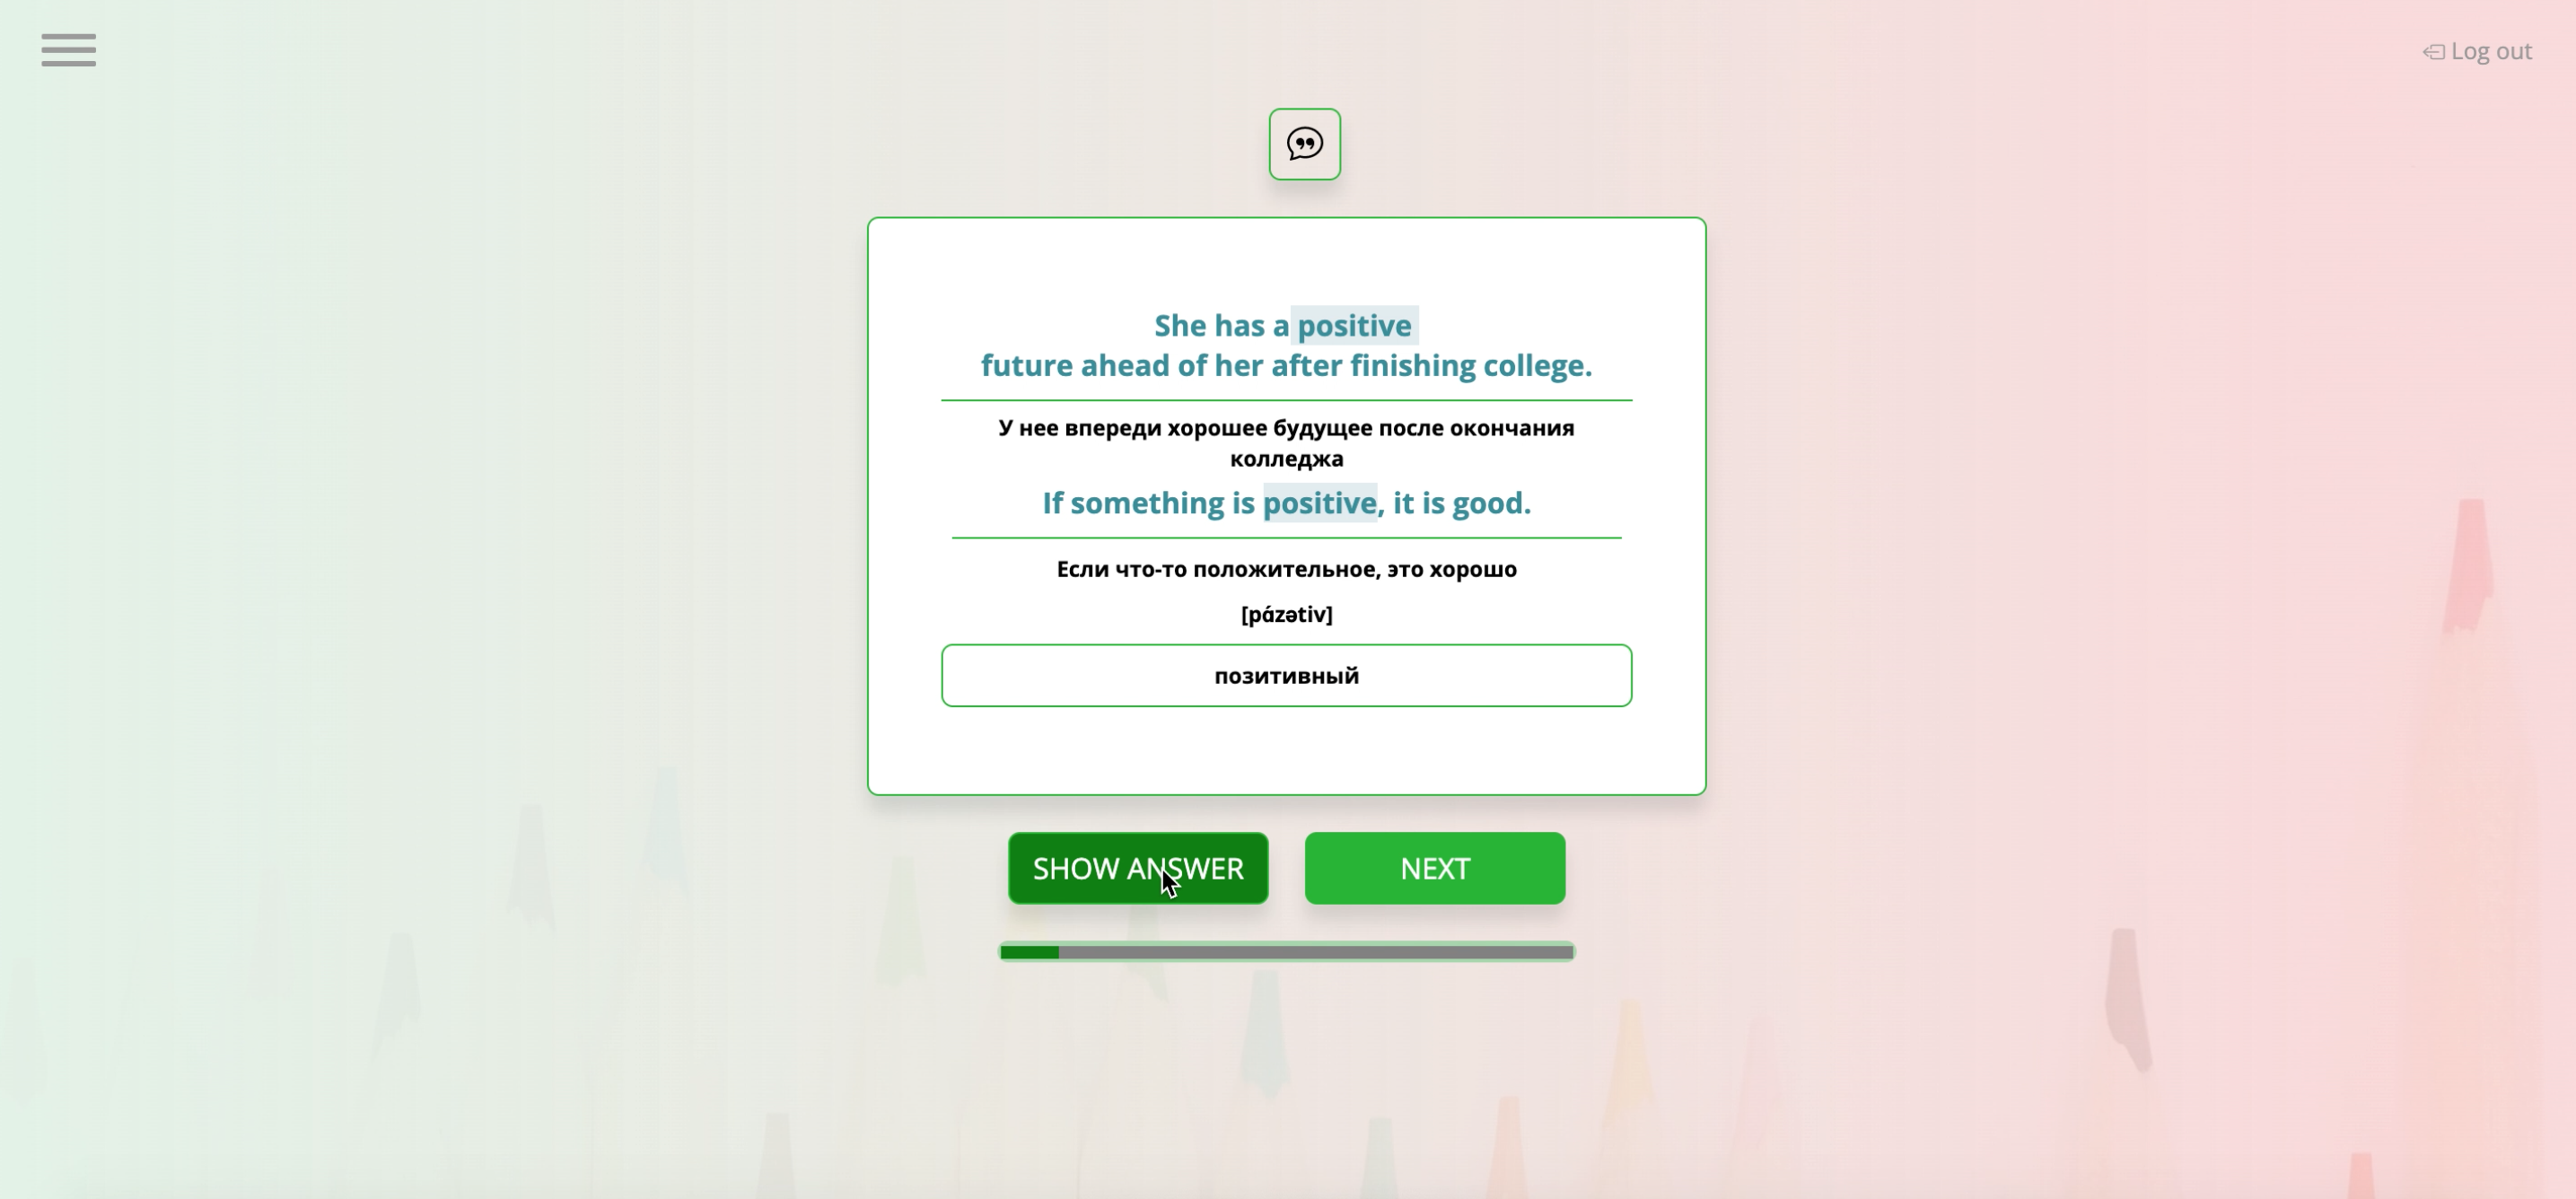 Log out
She has a positive
future ahead of her after finishing college.
У нее впереди хорошее будущее после окончания
колледжа
If something is positive, it is good.
Если что-то положительное, это хорошо
[pázətiv]
позитивный
SHOW ANSWER
NEXT